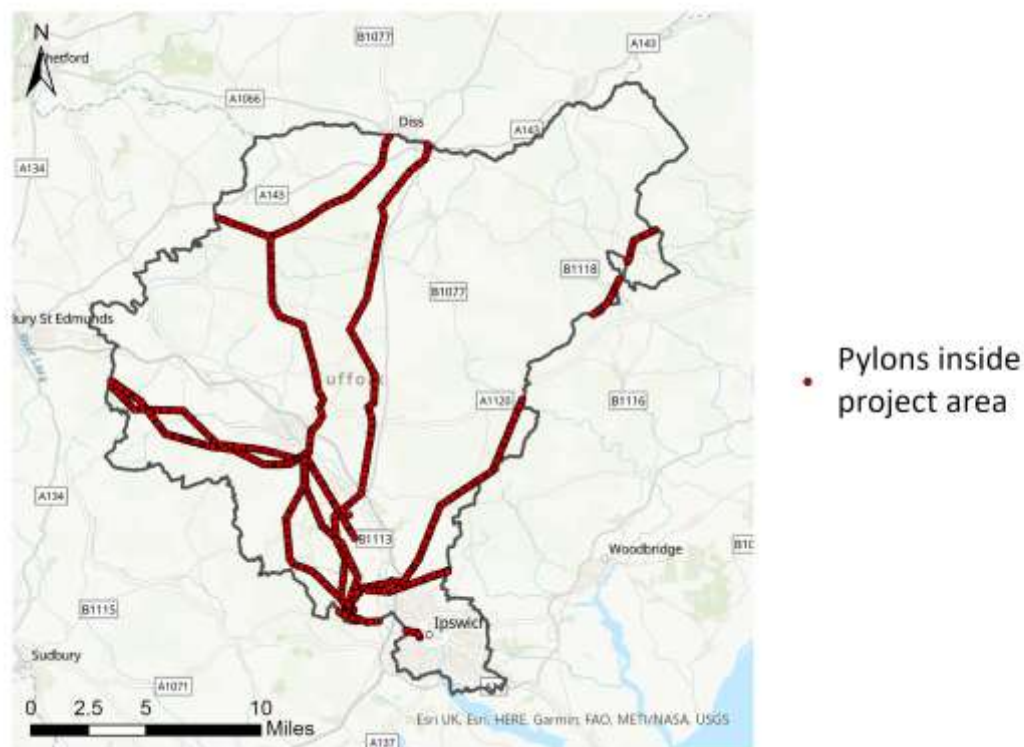 N
B1077
A143
Thetford
A1066
Diss
A143
A134
A143
B1118
B1077
ury St Edmunds
uffolk
A1120
B1116
A134
B1113
Woodbridge
B10
B1115
Ipswich
Sudbury
A1071
0 2.5 5 10
Miles
Esri UK, Esri, HERE, Garmin, FAO, METI/NASA, USGS
A137
Pylons inside
project area